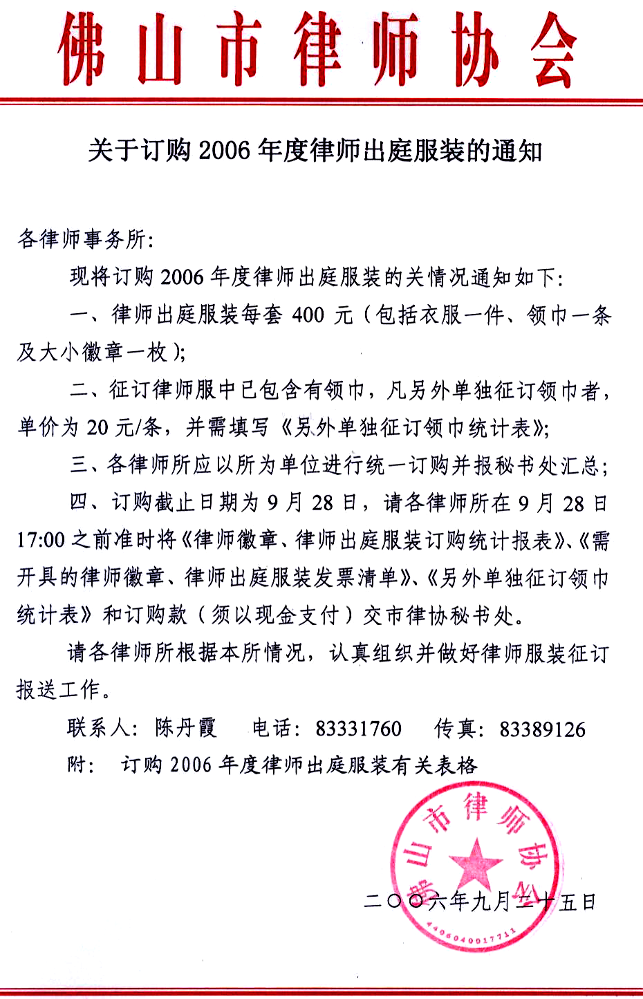 佛山市律师协会
关于订购 2006 年度律师出庭服装的通知
各律师事务所：
现将订购 2006 年度律师出庭服装的关情况通知如下：
一、律师出庭服装每套 400 元（包括衣服一件、领巾一条
及大小徽章一枚）；
二、征订律师服中已包含有领巾，凡另外单独征订领巾者，
单价为 20 元/条，并需填写《另外单独征订领巾统计表》；
三、各律师所应以所为单位进行统一订购并报秘书处汇总；
四、订购截止日期为 9 月 28 日，请各律师所在 9 月 28 日
17:00 之前准时将《律师徽章、律师出庭服装订购统计报表》、《需
开具的律师徽章、律师出庭服装发票清单》、《另外单独征订领巾
统计表》和订购款（须以现金支付）交市律协秘书处。
请各律师所根据本所情况，认真组织并做好律师服装征订
报送工作。
联系人：陈丹霞 电话：83331760 传真：83389126
附： 订购 2006 年度律师出庭服装有关表格
佛山市律师协会
二〇〇六年九月二十五日
4406040017711